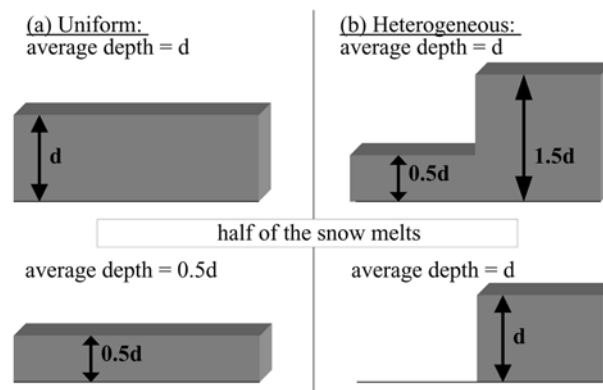 (a) Uniform:
average depth = d
d
(b) Heterogeneous:
average depth = d
0.5d
1.5d
half of the snow melts
average depth = 0.5d
0.5d
average depth = d
d